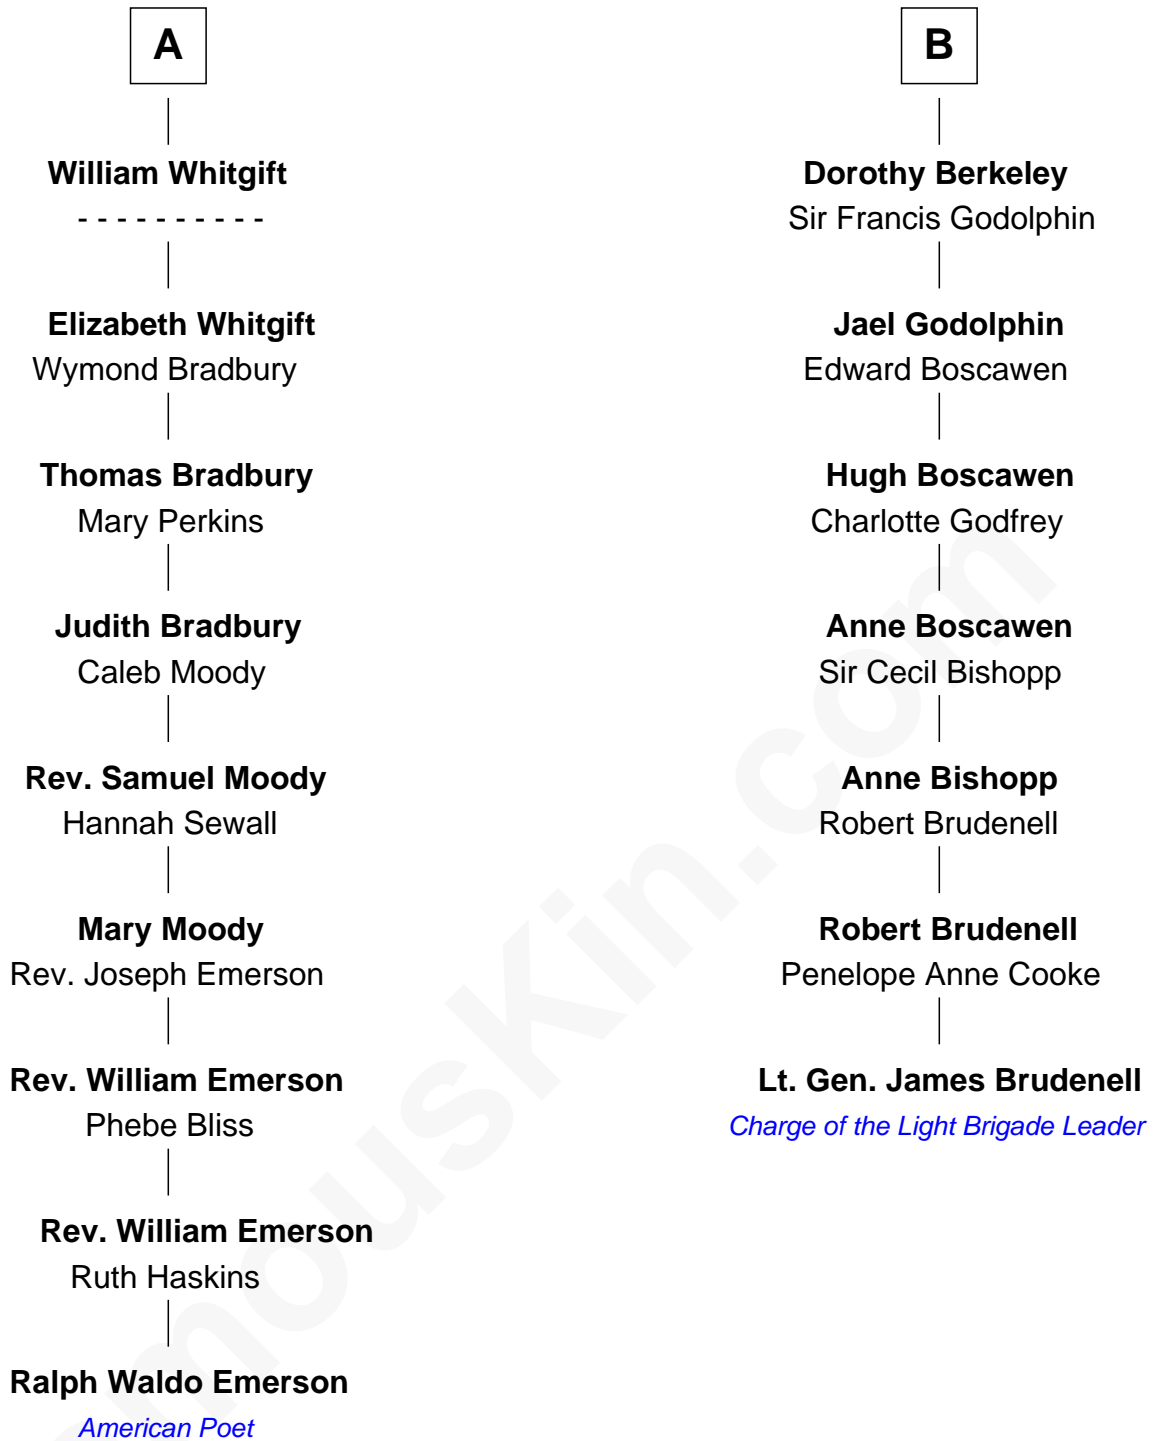 A
William Whitgift
- - - - - - - - - -
Elizabeth Whitgift
Wymond Bradbury
Thomas Bradbury
Mary Perkins
Judith Bradbury
Caleb Moody
Rev. Samuel Moody
Hannah Sewall
Mary Moody
Rev. Joseph Emerson
Rev. William Emerson
Phebe Bliss
Rev. William Emerson
Ruth Haskins
Ralph Waldo Emerson
American Poet
B
Dorothy Berkeley
Sir Francis Godolphin
Jael Godolphin
Edward Boscawen
Hugh Boscawen
Charlotte Godfrey
Anne Boscawen
Sir Cecil Bishopp
Anne Bishopp
Robert Brudenell
Robert Brudenell
Penelope Anne Cooke
Lt. Gen. James Brudenell
Charge of the Light Brigade Leader
mousKin.com